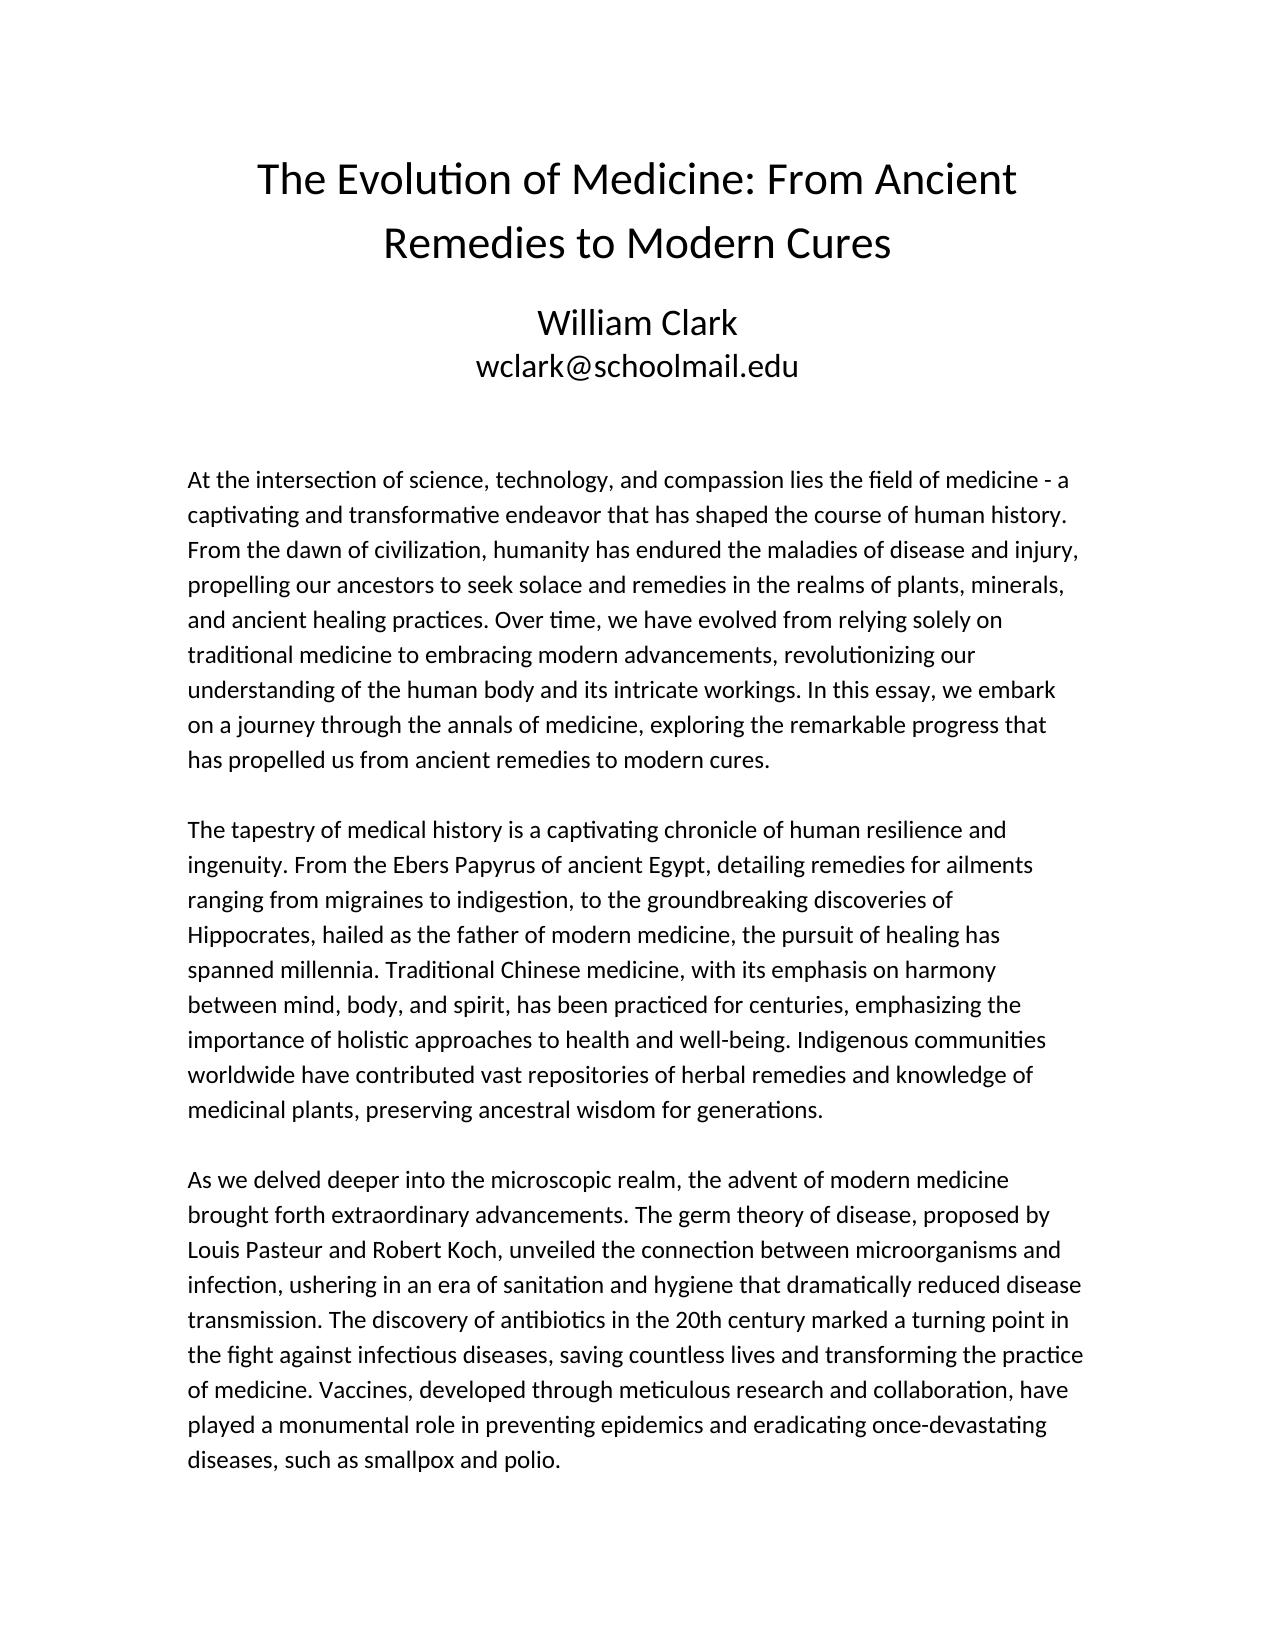 The Evolution of Medicine: From Ancient
Remedies to Modern Cures
William Clark
wclark@schoolmail.edu
At the intersection of science, technology, and compassion lies the field of medicine - a
captivating and transformative endeavor that has shaped the course of human history.
From the dawn of civilization, humanity has endured the maladies of disease and injury,
propelling our ancestors to seek solace and remedies in the realms of plants, minerals,
and ancient healing practices. Over time, we have evolved from relying solely on
traditional medicine to embracing modern advancements, revolutionizing our
understanding of the human body and its intricate workings. In this essay, we embark
on a journey through the annals of medicine, exploring the remarkable progress that
has propelled us from ancient remedies to modern cures.
The tapestry of medical history is a captivating chronicle of human resilience and
ingenuity. From the Ebers Papyrus of ancient Egypt, detailing remedies for ailments
ranging from migraines to indigestion, to the groundbreaking discoveries of
Hippocrates, hailed as the father of modern medicine, the pursuit of healing has
spanned millennia. Traditional Chinese medicine, with its emphasis on harmony
between mind, body, and spirit, has been practiced for centuries, emphasizing the
importance of holistic approaches to health and well-being. Indigenous communities
worldwide have contributed vast repositories of herbal remedies and knowledge of
medicinal plants, preserving ancestral wisdom for generations.
As we delved deeper into the microscopic realm, the advent of modern medicine
brought forth extraordinary advancements. The germ theory of disease, proposed by
Louis Pasteur and Robert Koch, unveiled the connection between microorganisms and
infection, ushering in an era of sanitation and hygiene that dramatically reduced disease
transmission. The discovery of antibiotics in the 20th century marked a turning point in
the fight against infectious diseases, saving countless lives and transforming the practice
of medicine. Vaccines, developed through meticulous research and collaboration, have
played a monumental role in preventing epidemics and eradicating once-devastating
diseases, such as smallpox and polio.